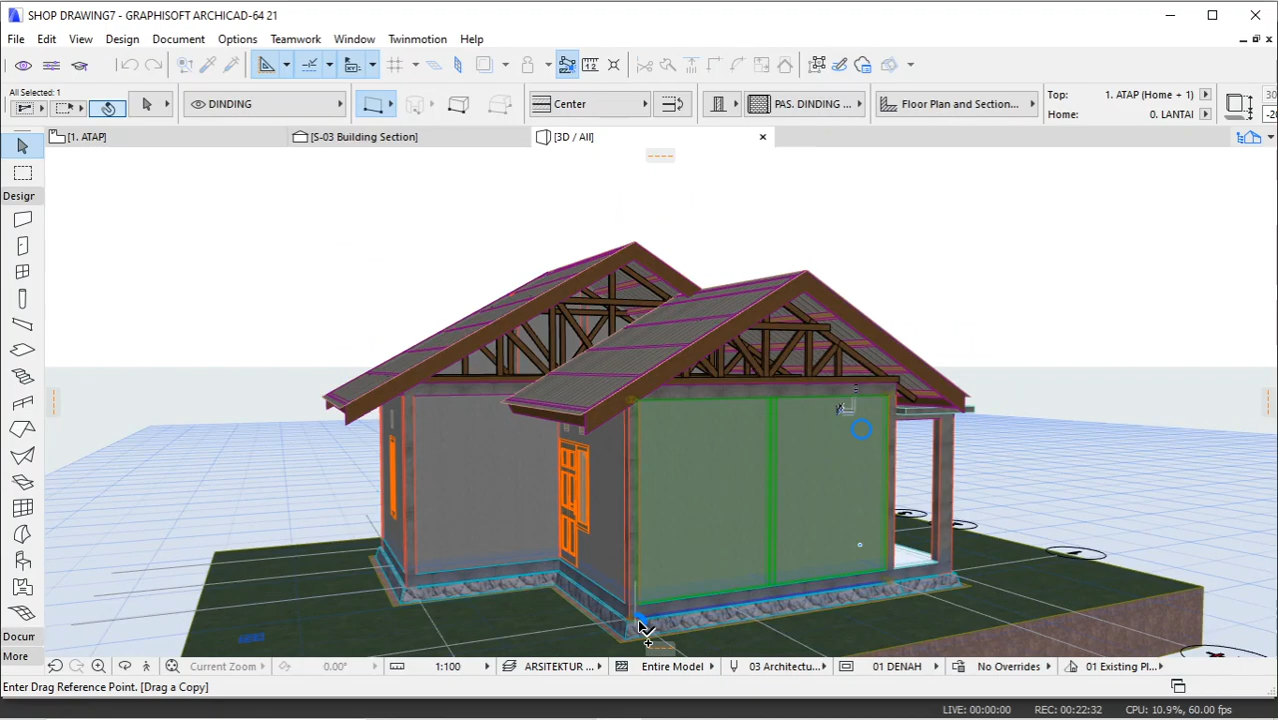 SHOP DRAWING7 - GRAPHISOFT ARCHICAD-64 21
File Edit View Design Document Options Teamwork Window Twinmotion Help
All Selected: 1
DINDING
Center
PAS. DINDING ...
Floor Plan and Section...
Top: 1. ATAP (Home + 1)
Home: 0. LANTAI
30
-20
[1. ATAP]
[S-03 Building Section]
[3D / All]
Design
Docum
More
Current Zoom
0.00°
1:100
ARSITEKTUR ...
Entire Model
03 Architectu...
01 DENAH
No Overrides
01 Existing Pl...
Enter Drag Reference Point. [Drag a Copy]
LIVE: 00:00:00
REC: 00:22:32
CPU: 10.9%, 60.00 fps